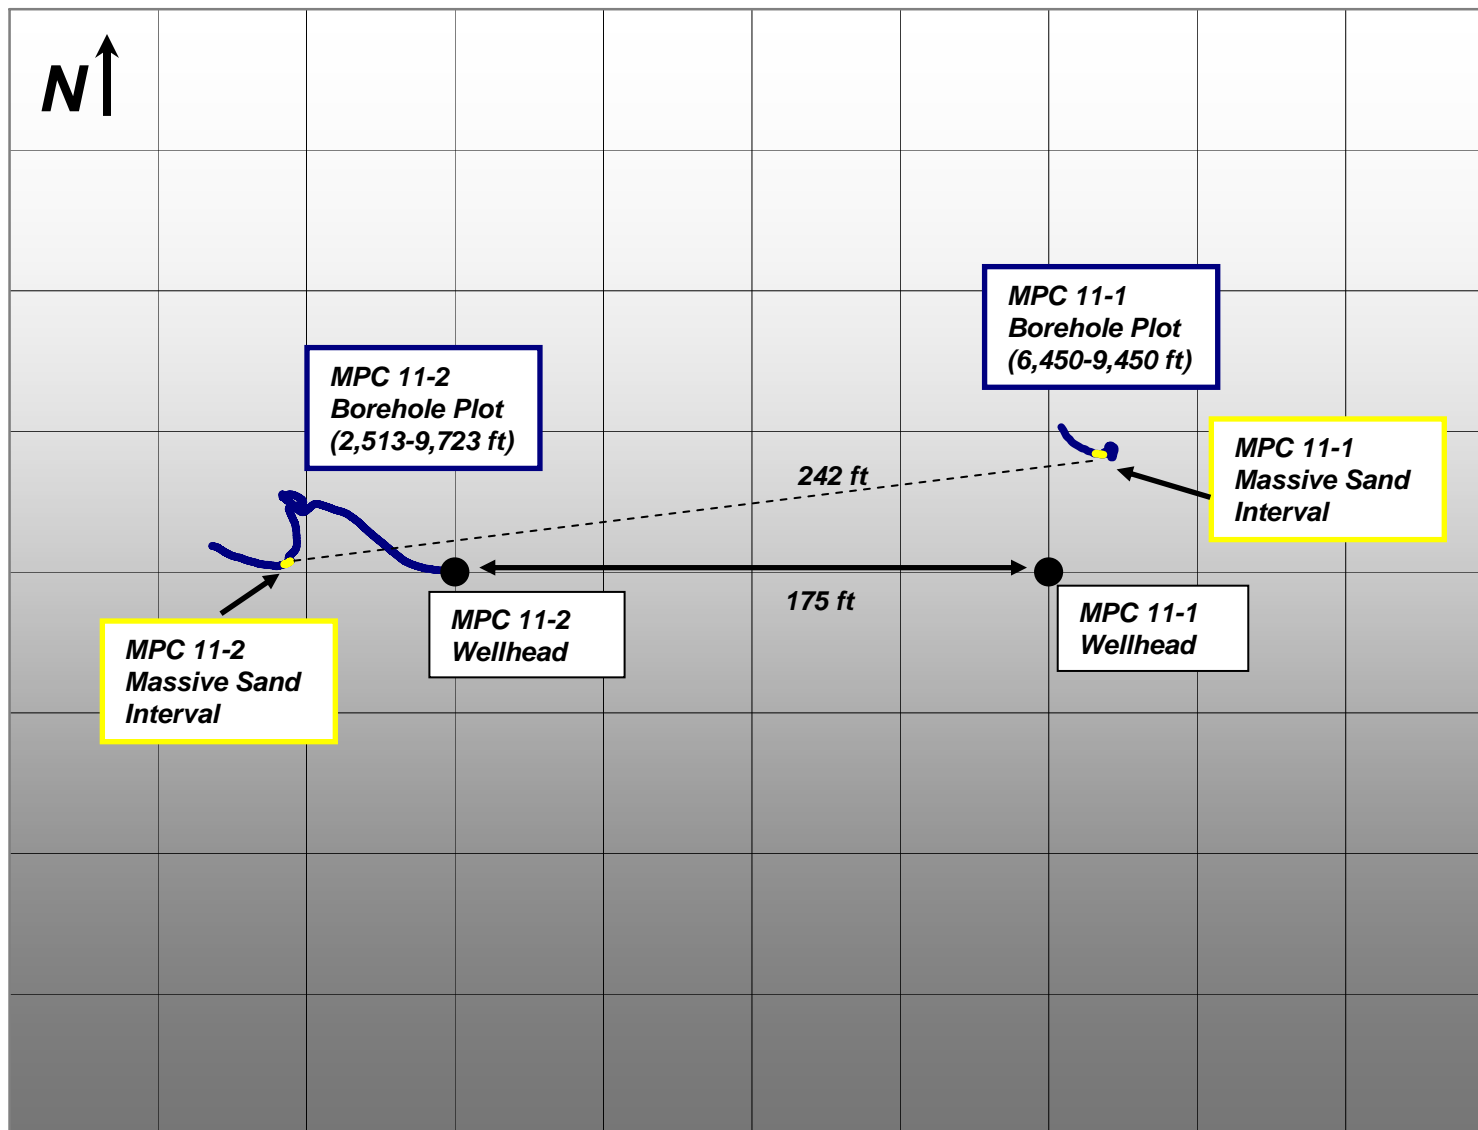 N
MPC 11-1
Borehole Plot
(6,450-9,450 ft)
MPC 11-2
Borehole Plot
(2,513-9,723 ft)
MPC 11-1
Massive Sand
Interval
242 ft
175 ft
MPC 11-2
Wellhead
MPC 11-1
Wellhead
MPC 11-2
Massive Sand
Interval